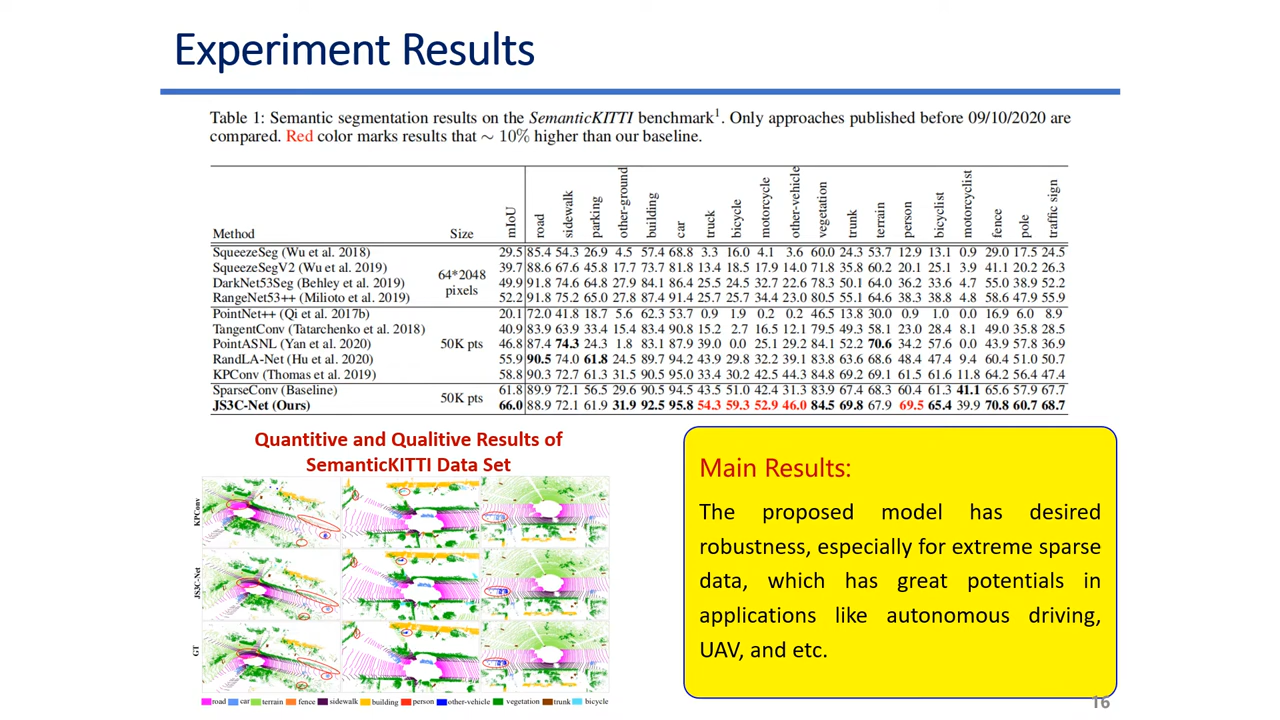 Experiment Results
Table 1: Semantic segmentation results on the SemanticKITTI benchmark1. Only approaches published before 09/10/2020 are
compared. Red color marks results that ∼ 10% higher than our baseline.
Method Size mIoU road sidewalk parking other-ground building car truck bicycle motorcycle other-vehicle vegetation trunk terrain person bicyclist motorcyclist fence pole traffic sign
SqueezeSeg (Wu et al. 2018) 29.5 85.4 54.3 26.9 4.5 57.4 68.8 3.3 16.0 4.1 3.6 60.0 24.3 53.7 12.9 13.1 0.9 29.0 17.5 24.5
SqueezeSegV2 (Wu et al. 2019) 39.7 88.6 67.6 45.8 17.7 73.7 81.8 13.4 18.5 17.9 14.0 71.8 35.8 60.2 20.1 25.1 3.9 41.1 20.2 26.3
64*2048
pixels
DarkNet53Seg (Behley et al. 2019) 49.9 91.8 74.6 64.8 27.9 84.1 86.4 25.5 24.5 32.7 22.6 78.3 50.1 64.0 36.2 33.6 4.7 55.0 38.9 52.2
RangeNet53++ (Milioto et al. 2019) 52.2 91.8 75.2 65.0 27.8 87.4 91.4 25.7 25.7 34.4 23.0 80.5 55.1 64.6 38.3 38.8 4.8 58.6 47.9 55.9
PointNet++ (Qi et al. 2017b) 20.1 72.0 41.8 18.7 5.6 62.3 53.7 0.9 1.9 0.2 0.2 46.5 13.8 30.0 0.9 1.0 0.0 16.9 6.0 8.9
TangentConv (Tatarchenko et al. 2018) 40.9 83.9 63.9 33.4 15.4 83.4 90.8 15.2 2.7 16.5 12.1 79.5 49.3 58.1 23.0 28.4 8.1 49.0 35.8 28.5
PointASNL (Yan et al. 2020) 50K pts 46.8 87.4 74.3 24.3 1.8 83.1 87.9 39.0 0.0 25.1 29.2 84.1 52.2 70.6 34.2 57.6 0.0 43.9 57.8 36.9
RandLA-Net (Hu et al. 2020) 55.9 90.5 74.0 61.8 24.5 89.7 94.2 43.9 29.8 32.2 39.1 83.8 63.6 68.6 48.4 47.4 9.4 60.4 51.0 50.7
KPConv (Thomas et al. 2019) 58.8 90.3 72.7 61.3 31.5 90.5 95.0 33.4 30.2 42.5 44.3 84.8 69.2 69.1 61.5 61.6 11.8 64.2 56.4 47.4
SparseConv (Baseline) 61.8 89.9 72.1 56.5 29.6 90.5 94.5 43.5 51.0 42.4 31.3 83.9 67.4 68.3 60.4 61.3 41.1 65.6 57.9 67.7
50K pts
JS3C-Net (Ours) 66.0 88.9 72.1 61.9 31.9 92.5 95.8 54.3 59.3 52.9 46.0 84.5 69.8 67.9 69.5 65.4 39.9 70.8 60.7 68.7
Quantitive and Qualitive Results of
SemanticKITTI Data Set
KPConv
JS3C-Net
GT
road car terrain fence sidewalk building person other-vehicle vegetation trunk bicycle
Main Results:
The proposed model has desired
robustness, especially for extreme sparse
data, which has great potentials in
applications like autonomous driving,
UAV, and etc.
16